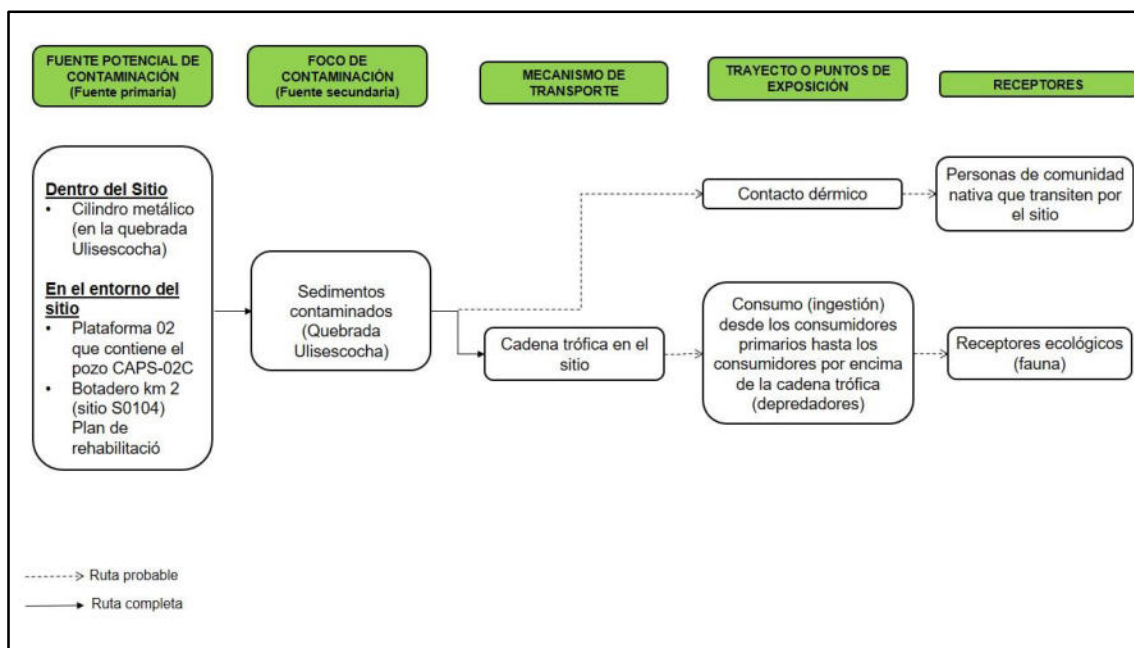 FUENTE POTENCIAL DE
CONTAMINACIÓN
(Fuente primaria)
FOCO DE
CONTAMINACIÓN
(Fuente secundaria)
MECANISMO DE
TRANSPORTE
TRAYECTO O PUNTOS DE
EXPOSICIÓN
RECEPTORES
Dentro del Sitio
• Cilindro metálico
(en la quebrada
Ulisescocha)
En el entorno del
sitio
• Plataforma 02
que contiene el
pozo CAPS-02C
• Botadero km 2
(sitio S0104)
Plan de
rehabilitació
Sedimentos
contaminados
(Quebrada
Ulisescocha)
Cadena trófica en el
sitio
Contacto dérmico
Consumo (ingestión)
desde los consumidores
primarios hasta los
consumidores por encima
de la cadena trófica
(depredadores)
Personas de comunidad
nativa que transiten por
el sitio
Receptores ecológicos
(fauna)
Ruta probable
Ruta completa